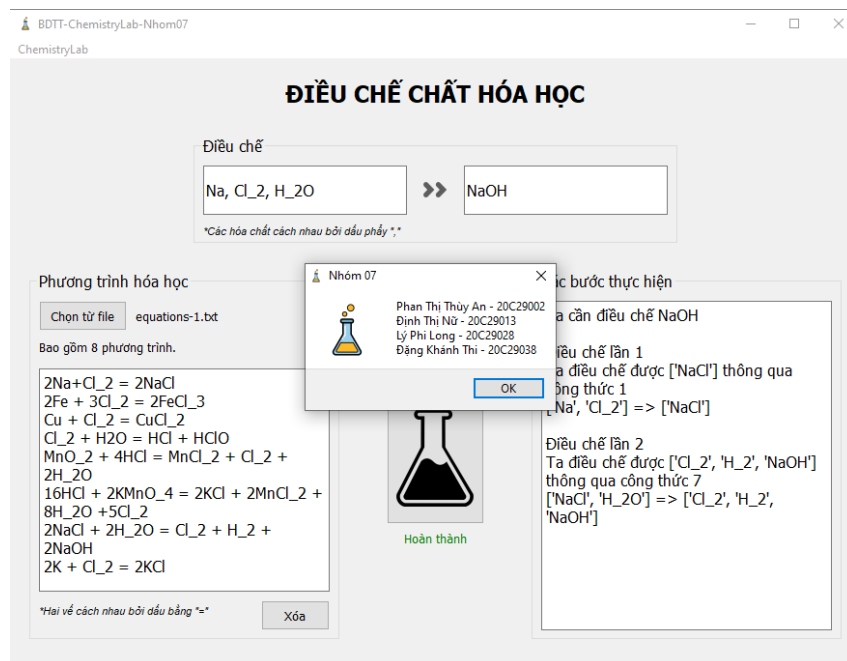 BDTT-ChemistryLab-Nhom07
ChemistryLab
ĐIỀU CHẾ CHẤT HÓA HỌC
Điều chế
Na, Cl_2, H_2O
NaOH
*Các hóa chất cách nhau bởi dấu phẩy ","
Phương trình hóa học
Chọn từ file
equations-1.txt
Bao gồm 8 phương trình.
2Na+Cl_2 = 2NaCl
2Fe + 3Cl_2 = 2FeCl_3
Cu + Cl_2 = CuCl_2
Cl_2 + H2O = HCl + HClO
MnO_2 + 4HCl = MnCl_2 + Cl_2 +
2H_2O
16HCl + 2KMnO_4 = 2KCl + 2MnCl_2 +
8H_2O +5Cl_2
2NaCl + 2H_2O = Cl_2 + H_2 +
2NaOH
2K + Cl_2 = 2KCl
*Hai vế cách nhau bởi dấu bằng "="
Xóa
Nhóm 07
Phan Thị Thùy An - 20C29002
Định Thị Nữ - 20C29013
Lý Phi Long - 20C29028
Đặng Khánh Thi - 20C29038
OK
Hoàn thành
bước thực hiện
cần điều chế NaOH
chế lần 1
điều chế được ['NaCl'] thông qua
thức 1
['Na', 'Cl_2'] => ['NaCl']
Điều chế lần 2
Ta điều chế được ['Cl_2', 'H_2', 'NaOH']
thông qua công thức 7
['NaCl', 'H_2O'] => ['Cl_2', 'H_2',
'NaOH']